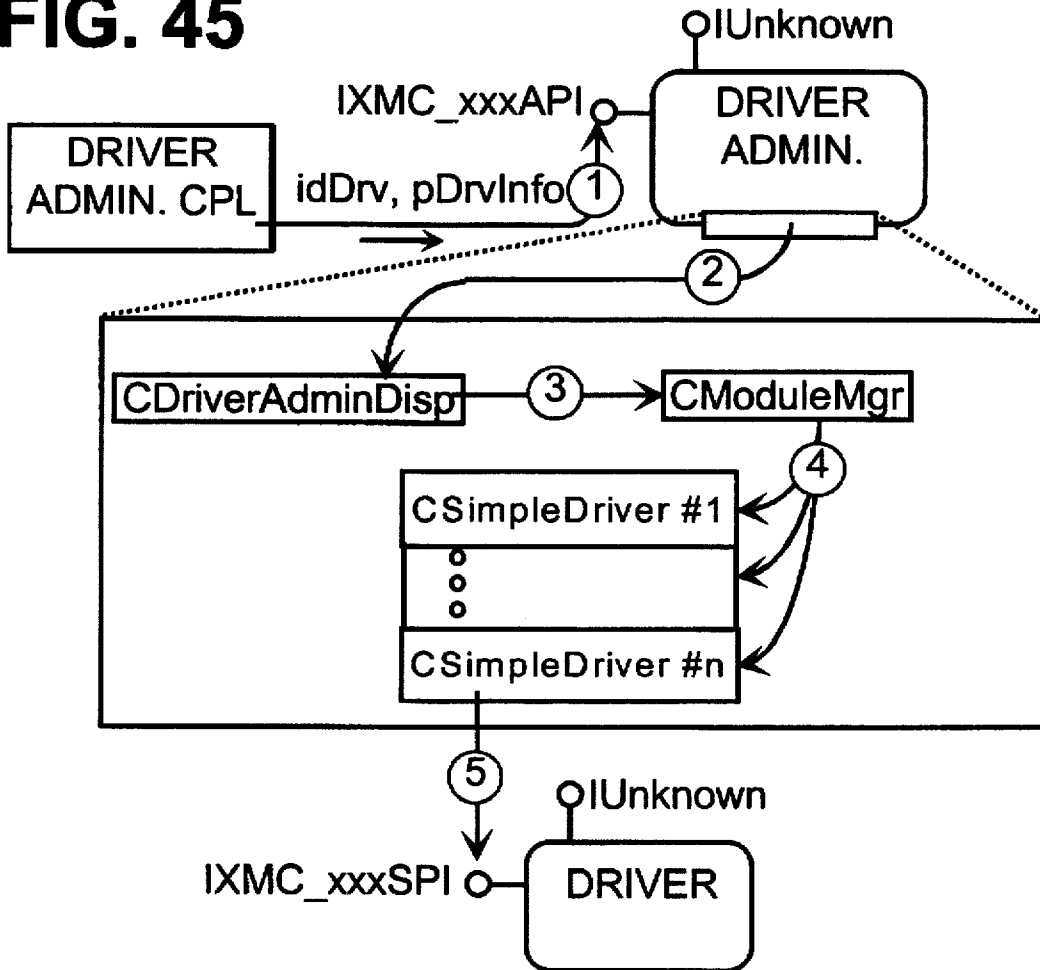 FIG. 45
IUnknown
IXMC_xxxAPI
DRIVER
ADMIN.
DRIVER
ADMIN. CPL
idDrv, pDrvInfo
1
2
CDriverAdminDisp
3
CModuleMgr
4
CSimpleDriver #1
CSimpleDriver #n
5
IUnknown
IXMC_xxxSPI
DRIVER